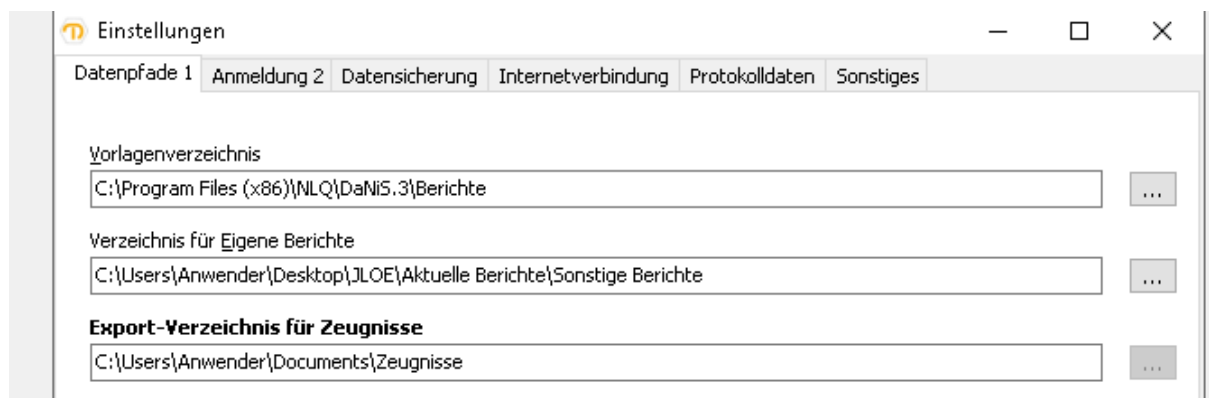 Einstellungen
Datenpfade 1 Anmeldung 2 Datensicherung Internetverbindung Protokolldaten Sonstiges
Vorlagenverzeichnis
C:\Program Files (x86)\NLQ\DaNiS.3\Berichte
...
Verzeichnis für Eigene Berichte
C:\Users\Anwender\Desktop\JLOE\Aktuelle Berichte\Sonstige Berichte
...
Export-Verzeichnis für Zeugnisse
C:\Users\Anwender\Documents\Zeugnisse
...